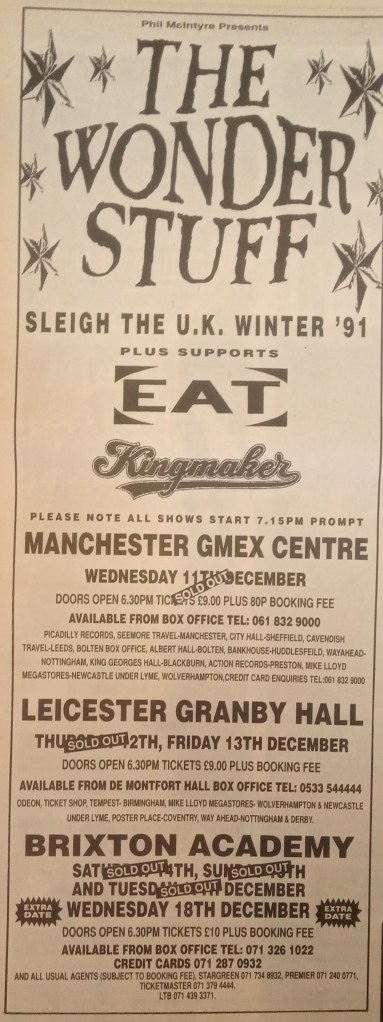 Phil McIntyre Presents
THE
WONDER
STUFF
SLEIGH THE U.K. WINTER '91
PLUS SUPPORTS
EAT
Kingmaker
PLEASE NOTE ALL SHOWS START 7.15PM PROMPT
MANCHESTER GMEX CENTRE
WEDNESDAY 11TH DECEMBER
SOLD OUT
DOORS OPEN 6.30PM TICKETS £9.00 PLUS 80P BOOKING FEE
AVAILABLE FROM BOX OFFICE TEL: 061 832 9000
PICADILLY RECORDS, SEEMORE TRAVEL-MANCHESTER, CITY HALL-SHEFFIELD, CAVENDISH
TRAVEL-LEEDS, BOLTEN BOX OFFICE, ALBERT HALL-BOLTEN, BANKHOUSE-HUDDLESFEILD, WAYAHEAD-
NOTTINGHAM, KING GEORGES HALL-BLACKBURN, ACTION RECORDS-PRESTON, MIKE LLOYD
MEGASTORES-NEWCASTLE UNDER LYME, WOLVERHAMPTON,CREDIT CARD ENQUIRIES TEL:061 832 9000
LEICESTER GRANBY HALL
THU SOLD OUT 2TH, FRIDAY 13TH DECEMBER
DOORS OPEN 6.30PM TICKETS £9.00 PLUS BOOKING FEE
AVAILABLE FROM DE MONTFORT HALL BOX OFFICE TEL: 0533 544444
ODEON, TICKET SHOP, TEMPEST- BIRMINGHAM, MIKE LLOYD MEGASTORES- WOLVERHAMPTON & NEWCASTLE
UNDER LYME, POSTER PLACE-COVENTRY, WAY AHEAD-NOTTINGHAM & DERBY.
BRIXTON ACADEMY
SAT SOLD OUT 4TH, SUN SOLD OUT TH
AND TUESD SOLD OUT DECEMBER
EXTRA DATE WEDNESDAY 18TH DECEMBER EXTRA DATE
DOORS OPEN 6.30PM TICKETS £10 PLUS BOOKING FEE
AVAILABLE FROM BOX OFFICE TEL: 071 326 1022
CREDIT CARDS 071 287 0932
AND ALL USUAL AGENTS (SUBJECT TO BOOKING FEE), STARGREEN 071 734 8932, PREMIER 071 240 0771,
TICKETMASTER 071 379 4444,
LTB 071 439 3371.